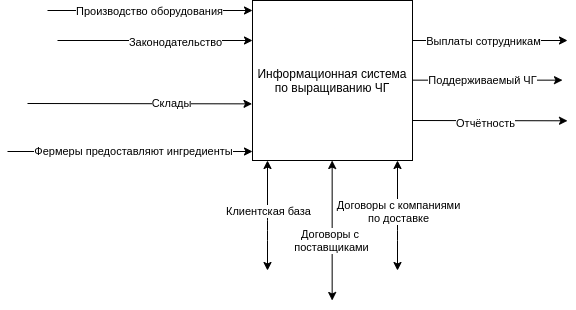 Производство оборудования
Законодательство
Склады
Фермеры предоставляют ингредиенты
Информационная система
по выращиванию ЧГ
Выплаты сотрудникам
Поддерживаемый ЧГ
Отчётность
Клиентская база
Договоры с
поставщиками
Договоры с компаниями
по доставке